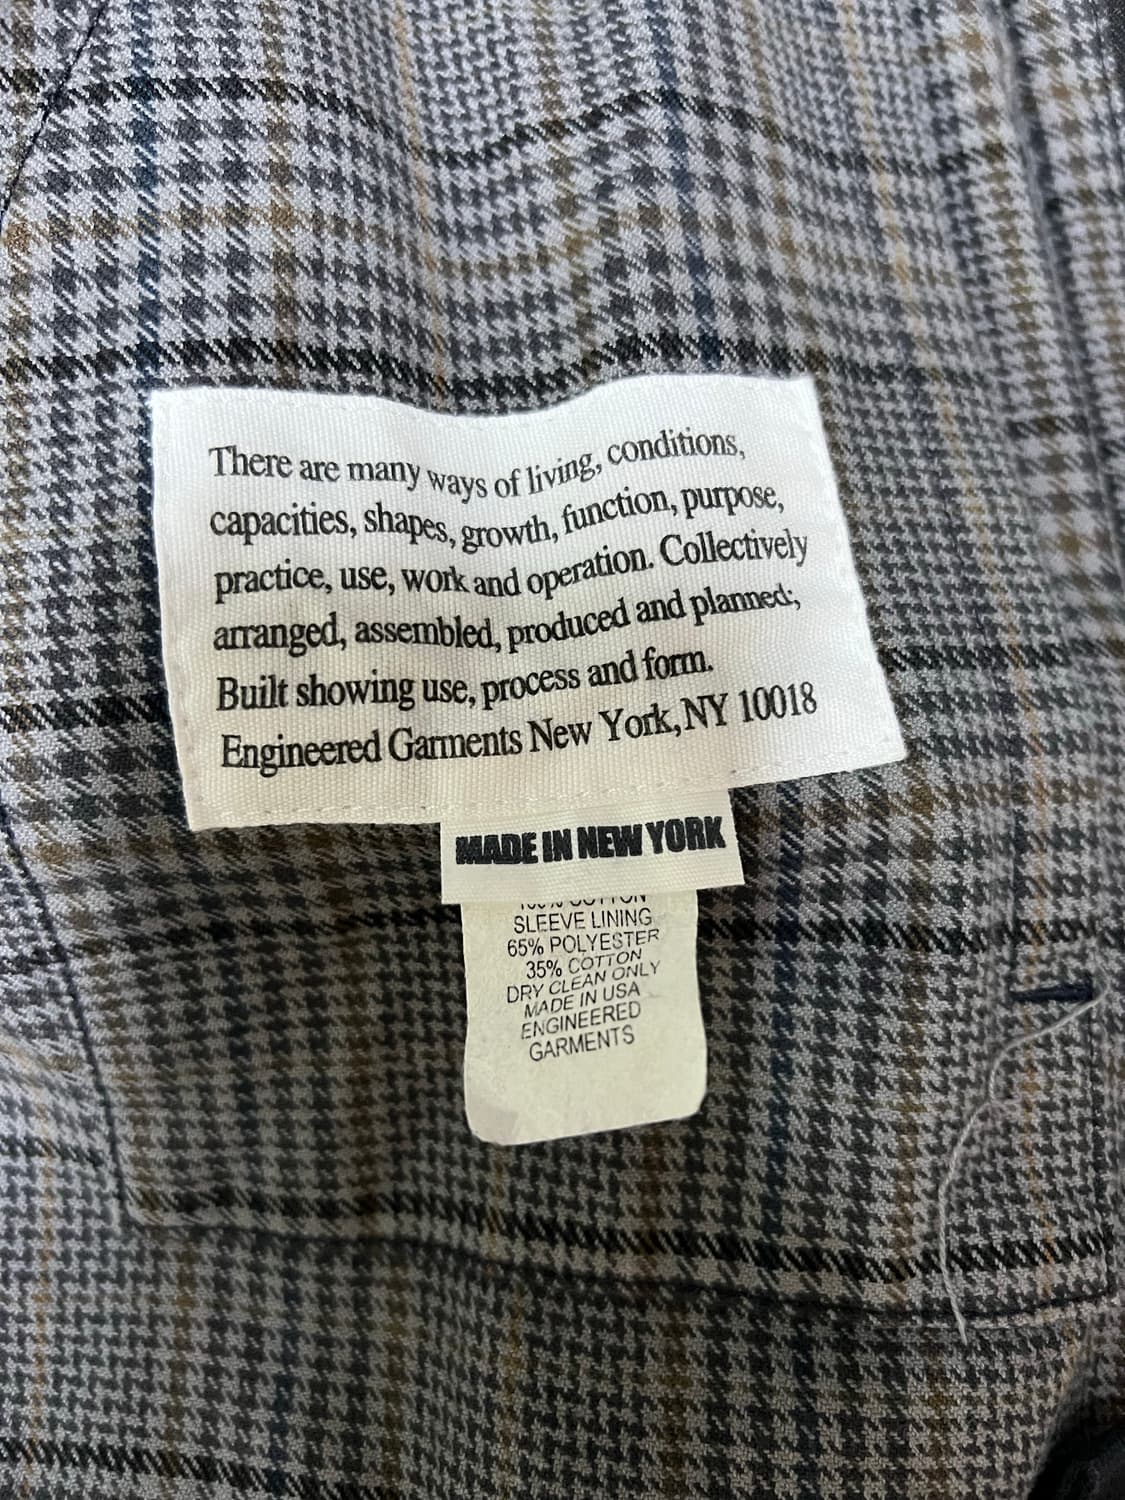 There are many ways of living, conditions,
capacities, shapes, growth, function, purpose,
practice, use, work and operation. Collectively
arranged, assembled, produced and planned;
Built showing use, process and form.
Engineered Garments New York, NY 10018
MADE IN NEW YORK
100% COTTON
SLEEVE LINING
65% POLYESTER
35% COTTON
DRY CLEAN ONLY
MADE IN USA
ENGINEERED
GARMENTS